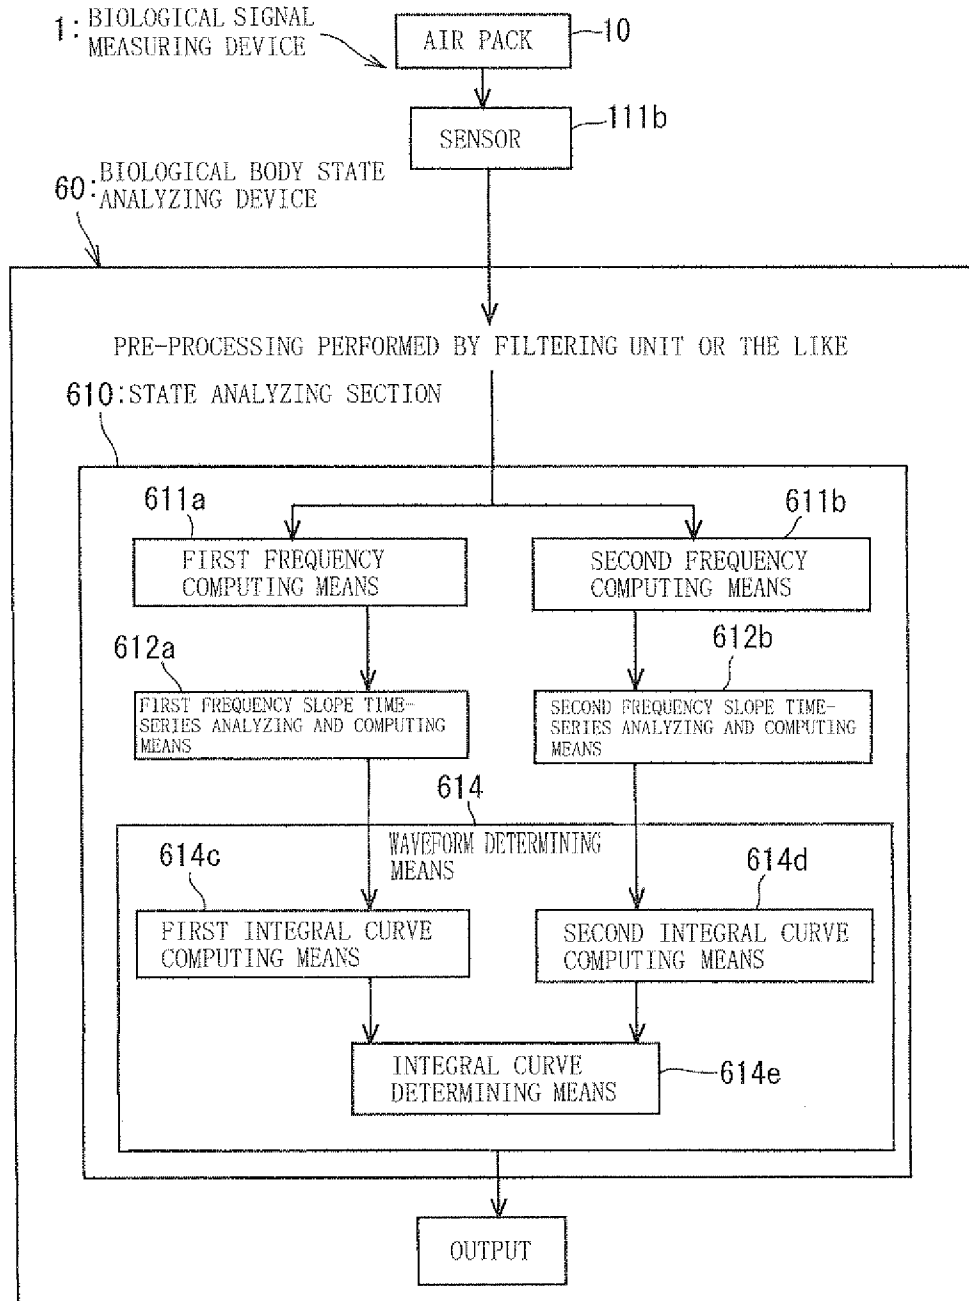 1: BIOLOGICAL SIGNAL
MEASURING DEVICE
AIR PACK
10
SENSOR
111b
60: BIOLOGICAL BODY STATE
ANALYZING DEVICE
PRE-PROCESSING PERFORMED BY FILTERING UNIT OR THE LIKE
610: STATE ANALYZING SECTION
611a
611b
FIRST FREQUENCY
COMPUTING MEANS
SECOND FREQUENCY
COMPUTING MEANS
612a
612b
FIRST FREQUENCY SLOPE TIME-
SERIES ANALYZING AND COMPUTING
MEANS
SECOND FREQUENCY SLOPE TIME-
SERIES ANALYZING AND COMPUTING
MEANS
614
WAVEFORM DETERMINING
MEANS
614c
614d
FIRST INTEGRAL CURVE
COMPUTING MEANS
SECOND INTEGRAL CURVE
COMPUTING MEANS
INTEGRAL CURVE
DETERMINING MEANS
614e
OUTPUT